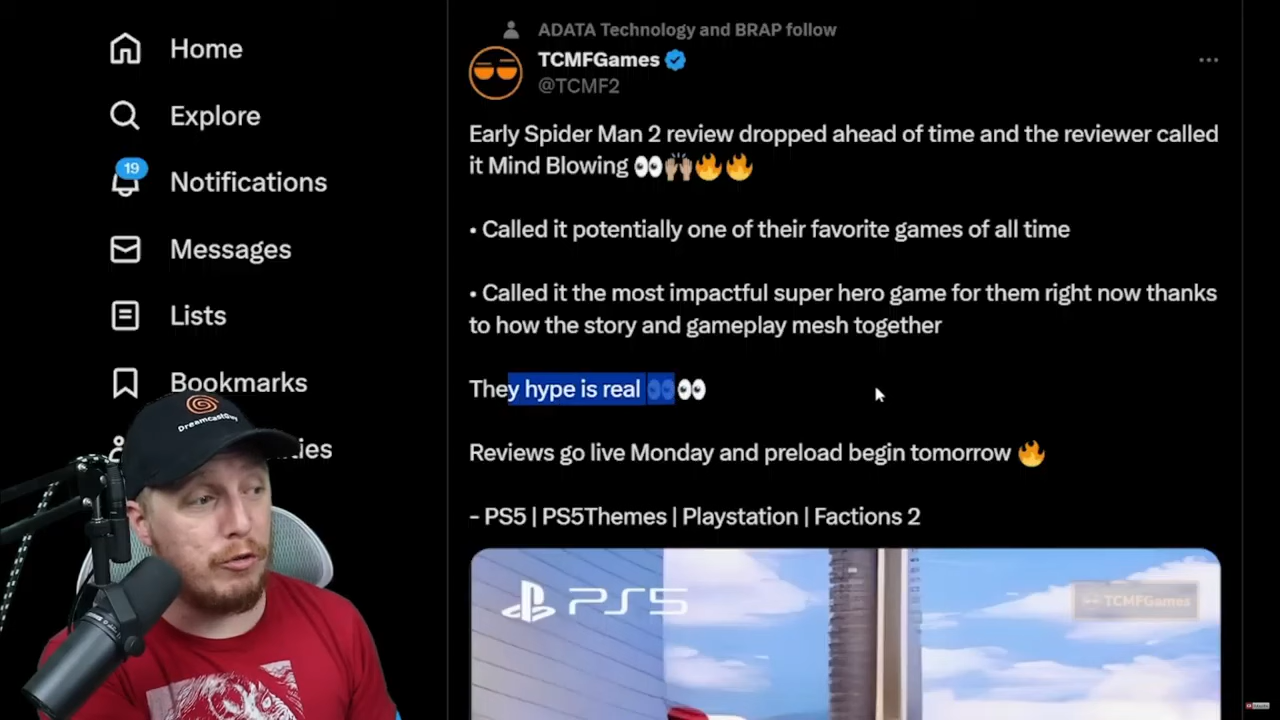 ADATA Technology and BRAP follow
Home
TCMFGames
@TCMF2
Explore
Early Spider Man 2 review dropped ahead of time and the reviewer called
it Mind Blowing 👀🙌🏽🔥🔥
19
Notifications
• Called it potentially one of their favorite games of all time
Messages
• Called it the most impactful super hero game for them right now thanks
to how the story and gameplay mesh together
Lists
They hype is real 👀👀
Bookmarks
ies
Reviews go live Monday and preload begin tomorrow 🔥
DreamcastGuy
- PS5 | PS5Themes | Playstation | Factions 2
PS5
TCMFGames